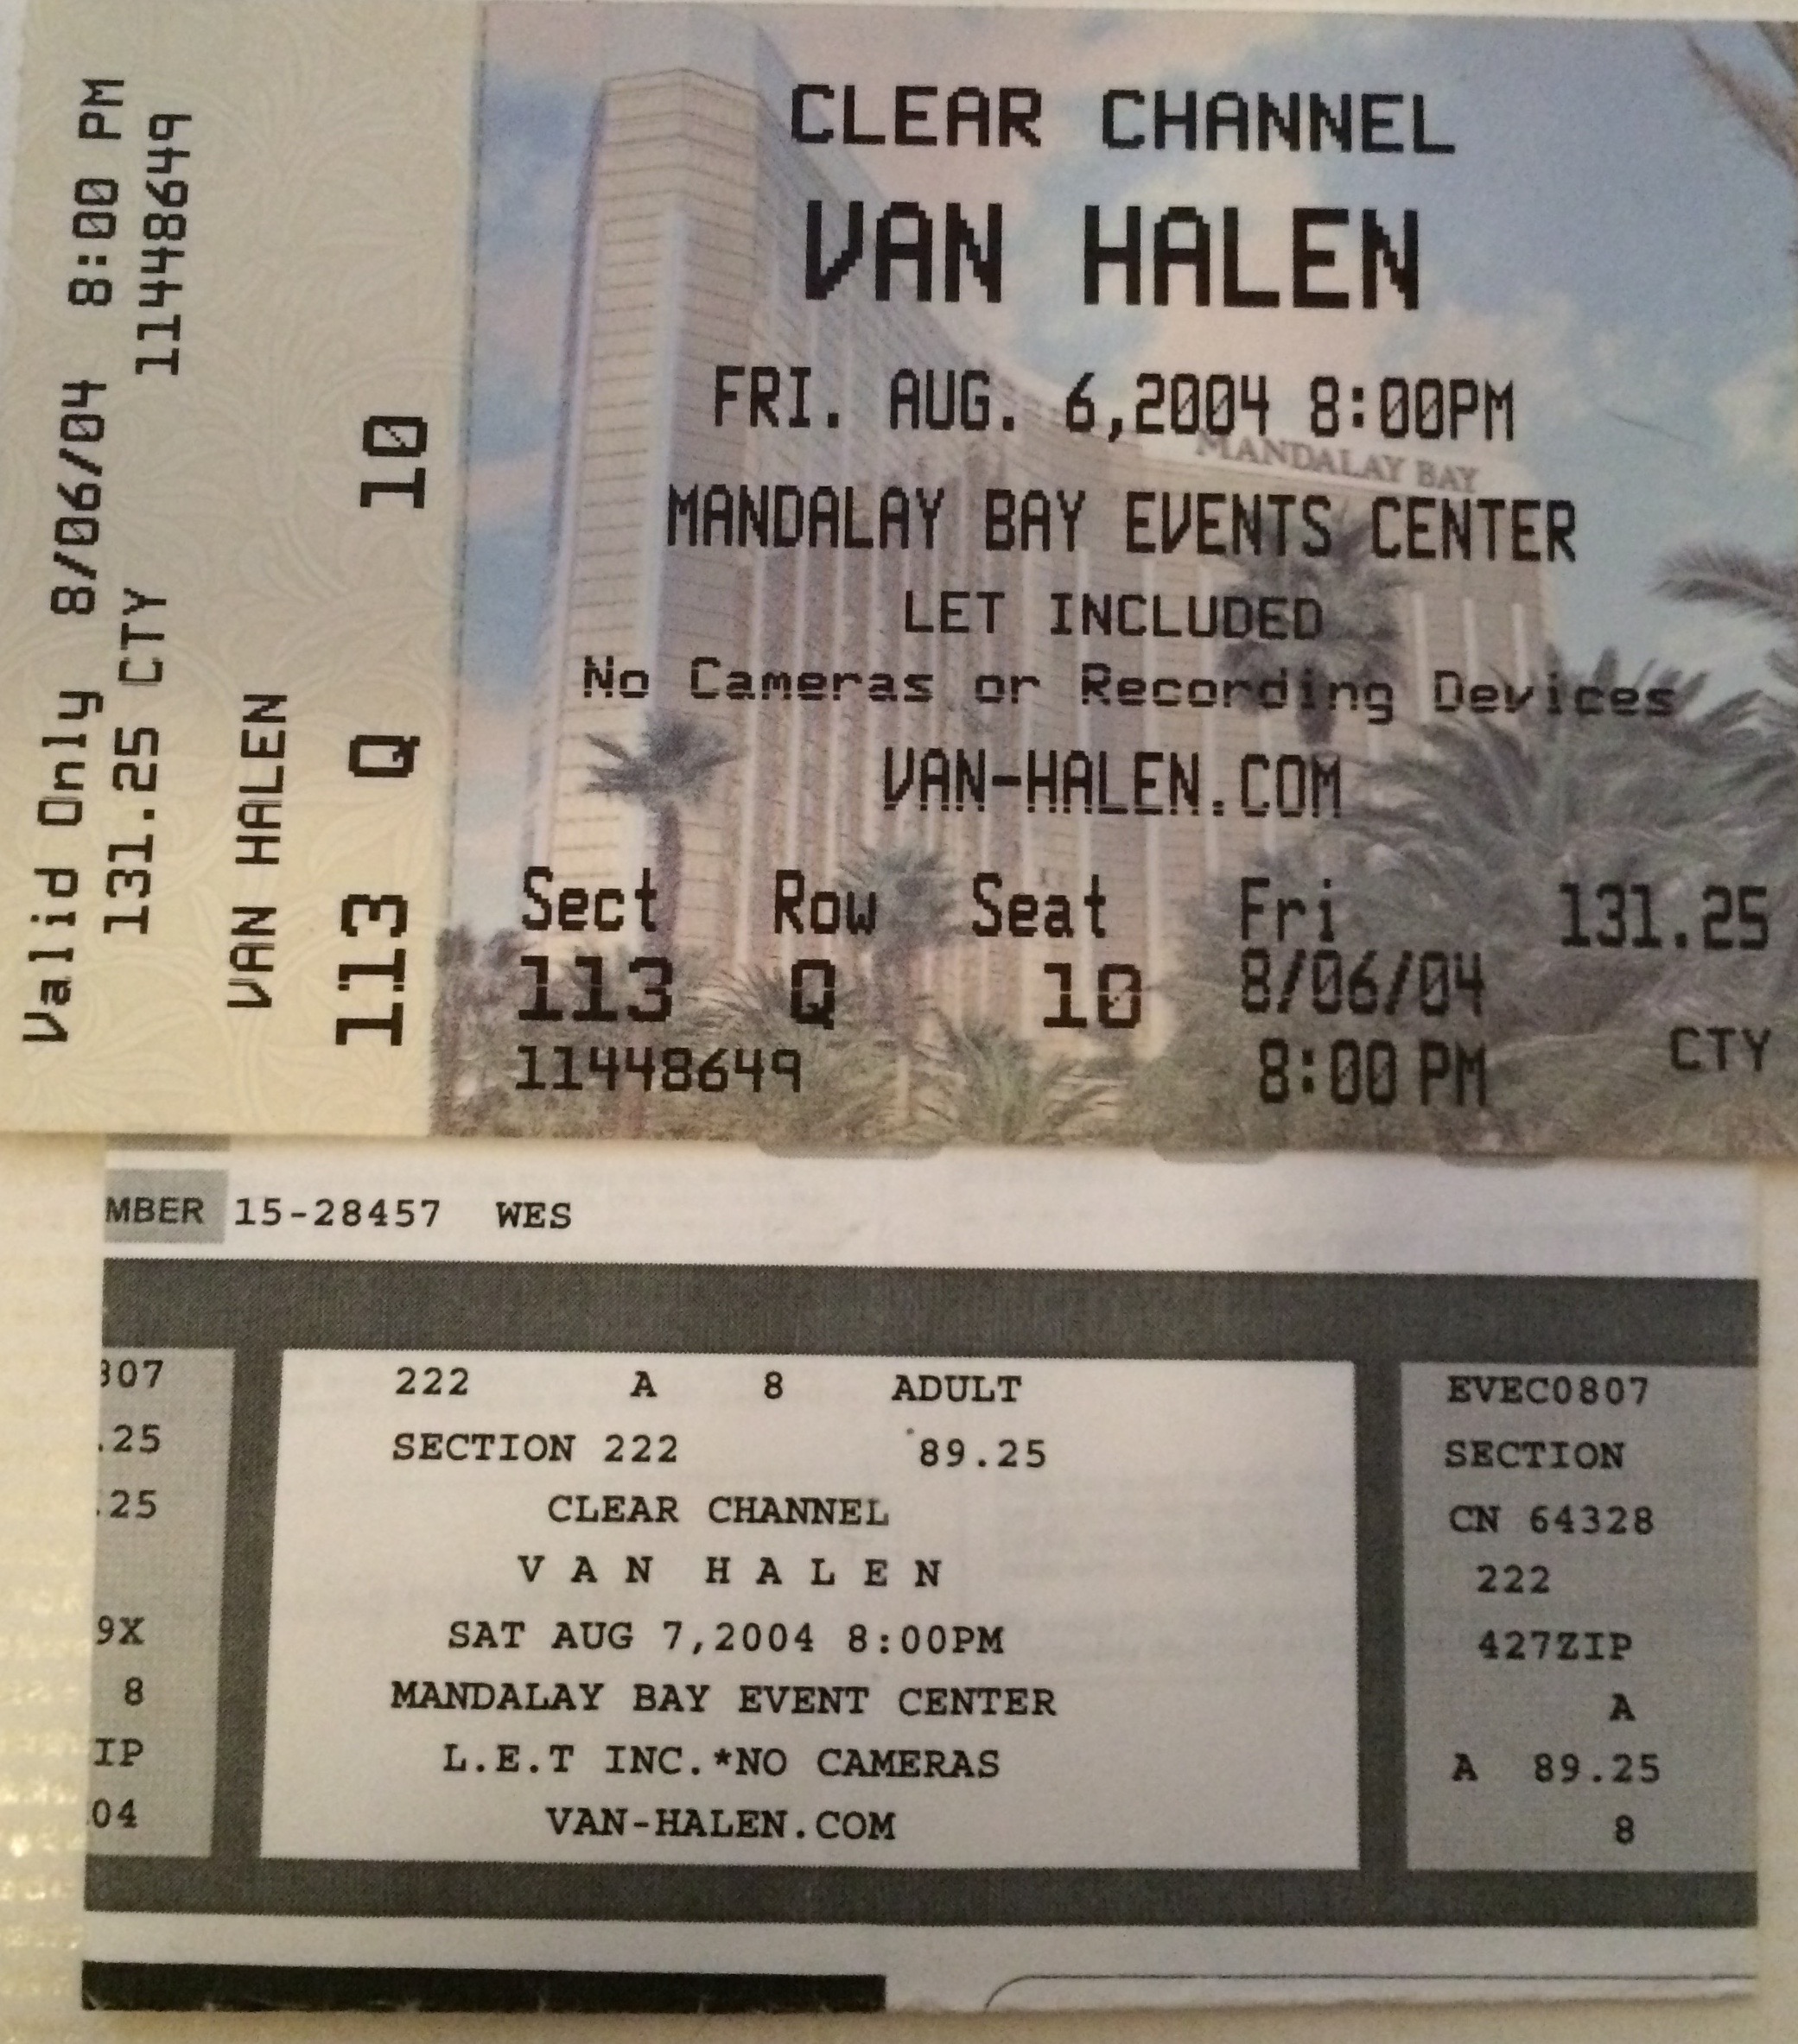 Valid Only 8/06/04 8:00 PM
131.25 CTY 11448649
VAN HALEN
113 Q 10
CLEAR CHANNEL
VAN HALEN
FRI. AUG. 6,2004 8:00PM
MANDALAY BAY
MANDALAY BAY EVENTS CENTER
LET INCLUDED
No Cameras or Recording Devices
VAN-HALEN.COM
Sect Row Seat Fri 131.25
113 Q 10 8/06/04
11448649 8:00 PM CTY
MBER 15-28457 WES
807
.25
.25
9X
8
IP
04
222 A 8 ADULT
SECTION 222 89.25
CLEAR CHANNEL
V A N H A L E N
SAT AUG 7,2004 8:00PM
MANDALAY BAY EVENT CENTER
L.E.T INC.*NO CAMERAS
VAN-HALEN.COM
EVEC0807
SECTION
CN 64328
222
427ZIP
A
A 89.25
8